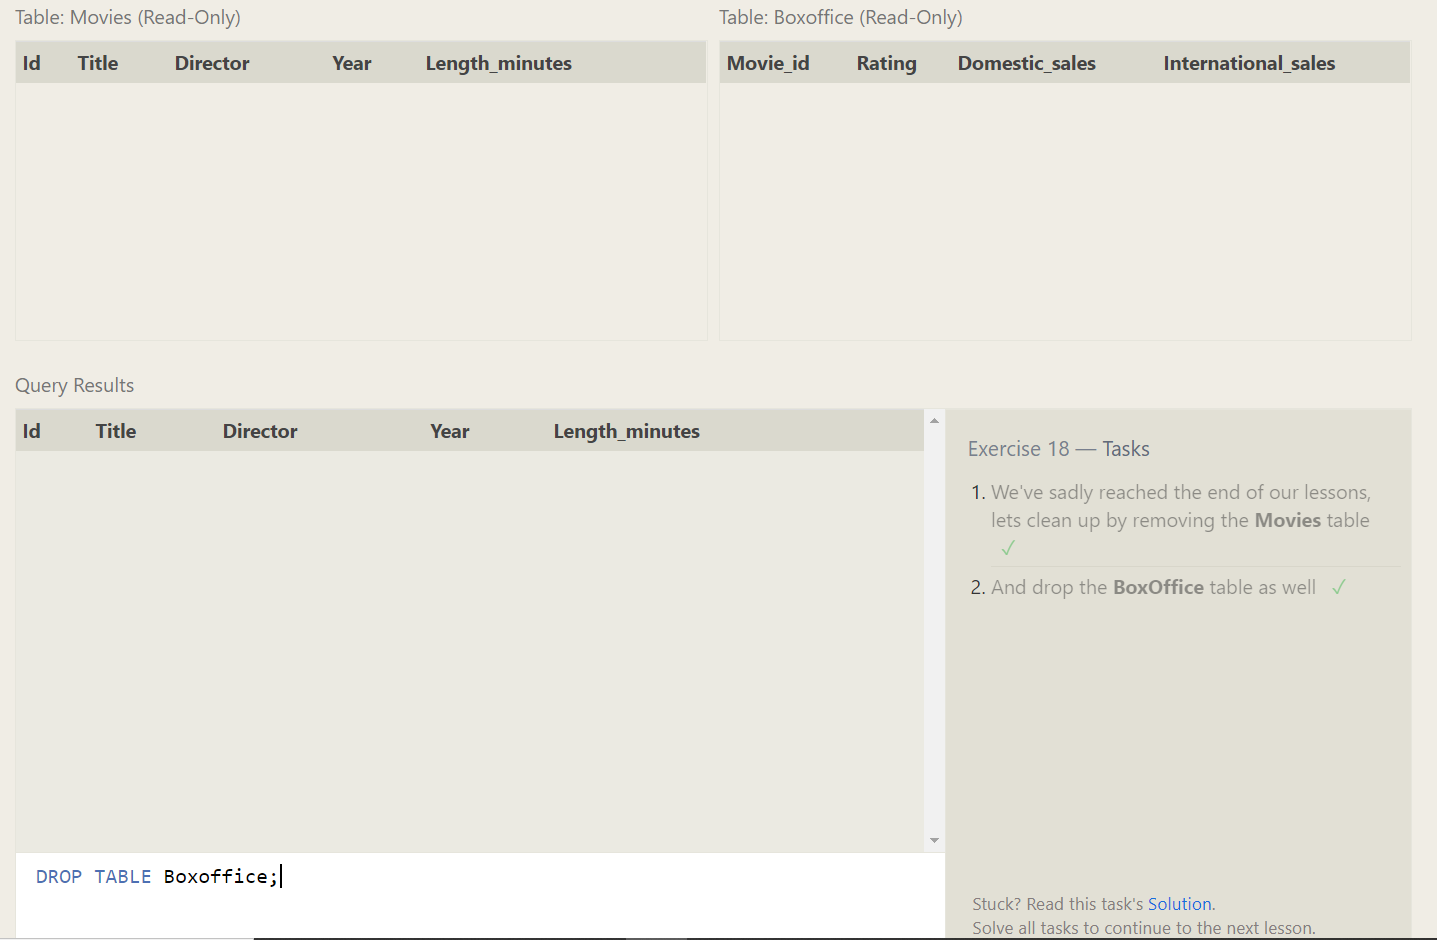 Table: Movies (Read-Only)
Id Title Director Year Length_minutes
Table: Boxoffice (Read-Only)
Movie_id Rating Domestic_sales International_sales
Query Results
Id Title Director Year Length_minutes
Exercise 18 — Tasks
1. We've sadly reached the end of our lessons,
lets clean up by removing the Movies table
✓
2. And drop the BoxOffice table as well ✓
DROP TABLE Boxoffice;
Stuck? Read this task's Solution.
Solve all tasks to continue to the next lesson.